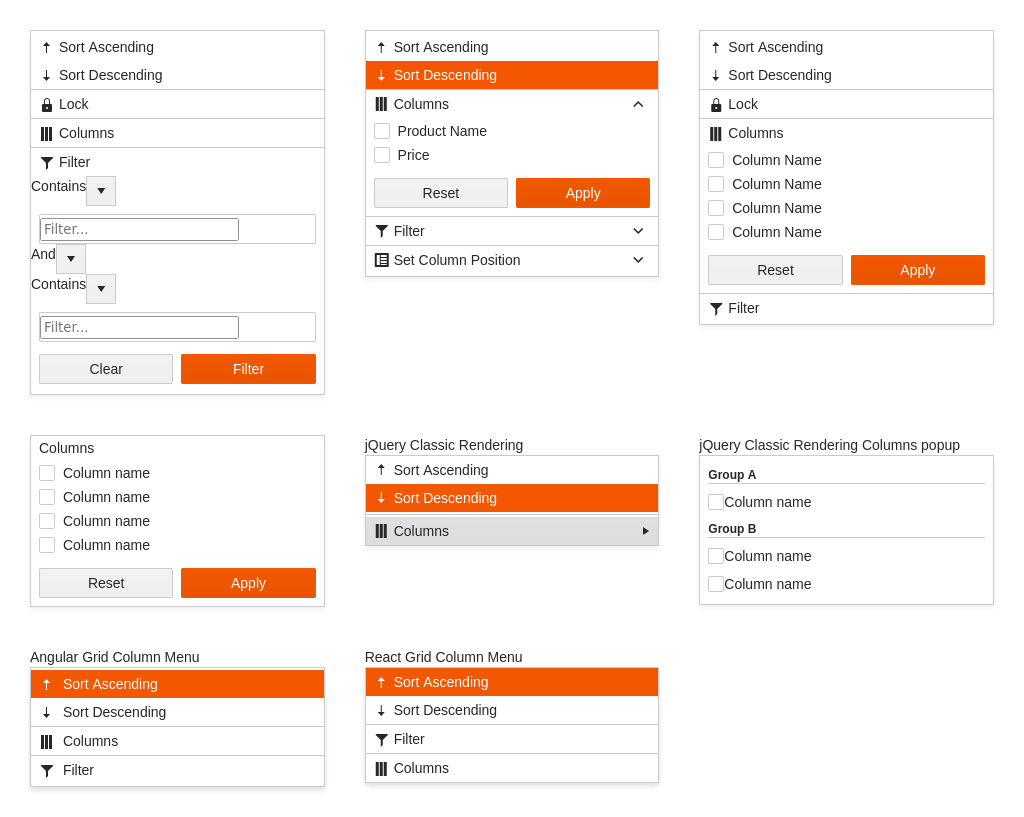 Sort Ascending
Sort Descending
Lock
Columns
Filter
Contains
Filter...
And
Contains
Filter...
Clear
Filter
Sort Ascending
Sort Descending
Columns
Product Name
Price
Reset
Apply
Filter
Set Column Position
Sort Ascending
Sort Descending
Lock
Columns
Column Name
Column Name
Column Name
Column Name
Reset
Apply
Filter
Columns
Column name
Column name
Column name
Column name
Reset
Apply
jQuery Classic Rendering
Sort Ascending
Sort Descending
Columns
jQuery Classic Rendering Columns popup
Group A
Column name
Group B
Column name
Column name
Angular Grid Column Menu
Sort Ascending
Sort Descending
Columns
Filter
React Grid Column Menu
Sort Ascending
Sort Descending
Filter
Columns